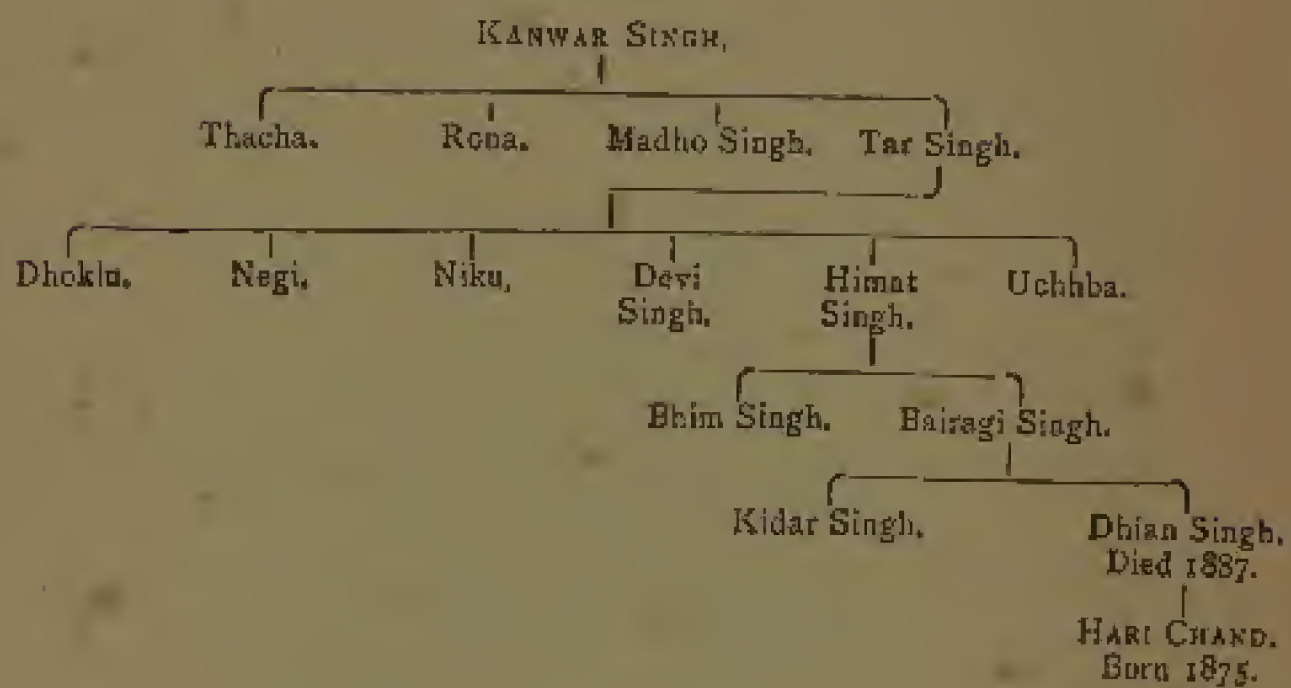 KANWAR SINGH.
Thacha. Rona. Madho Singh. Tar Singh.
Dhoklu. Negi. Niku. Devi Himat Uchhba.
Singh. Singh.
Bhim Singh. Bairagi Singh.
Kidar Singh. Dhian Singh.
Died 1887.
HARI CHAND.
Born 1875.